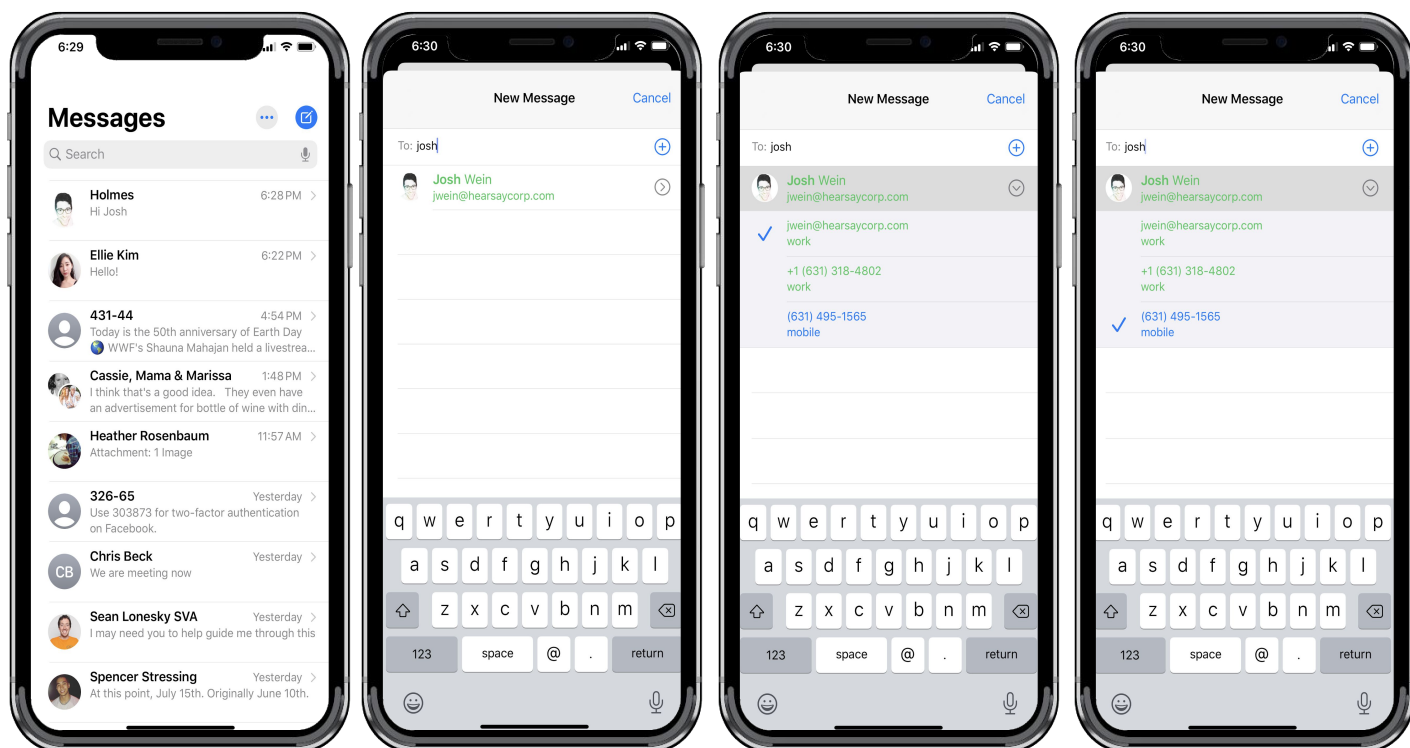 6:29
Messages
Search
Holmes 6:28 PM
Hi Josh
Ellie Kim 6:22 PM
Hello!
431-44 4:54 PM
Today is the 50th anniversary of Earth Day
🌎 WWF's Shauna Mahajan held a livestrea...
Cassie, Mama & Marissa 1:48 PM
I think that's a good idea. They even have
an advertisement for bottle of wine with din...
Heather Rosenbaum 11:57 AM
Attachment: 1 Image
326-65 Yesterday
Use 303873 for two-factor authentication
on Facebook.
CB
Chris Beck Yesterday
We are meeting now
Sean Lonesky SVA Yesterday
I may need you to help guide me through this
Spencer Stressing Yesterday
At this point, July 15th. Originally June 10th.
6:30
New Message Cancel
To: josh
Josh Wein
jwein@hearsaycorp.com
q w e r t y u i o p
a s d f g h j k l
z x c v b n m
123 space @ . return
6:30
New Message Cancel
To: josh
Josh Wein
jwein@hearsaycorp.com
jwein@hearsaycorp.com
work
+1 (631) 318-4802
work
(631) 495-1565
mobile
q w e r t y u i o p
a s d f g h j k l
z x c v b n m
123 space @ . return
6:30
New Message Cancel
To: josh
Josh Wein
jwein@hearsaycorp.com
jwein@hearsaycorp.com
work
+1 (631) 318-4802
work
(631) 495-1565
mobile
q w e r t y u i o p
a s d f g h j k l
z x c v b n m
123 space @ . return